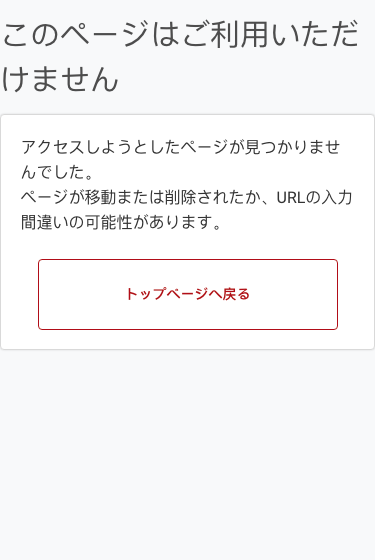 このページはご利用いただ
けません
アクセスしようとしたページが見つかりませ
んでした。
ページが移動または削除されたか、URLの入力
間違いの可能性があります。
トップページへ戻る